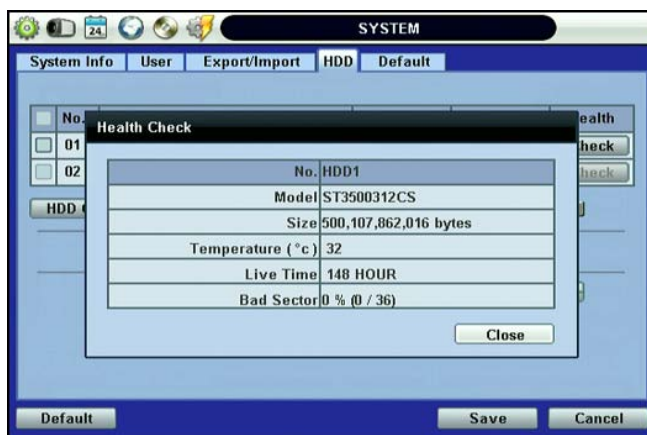 24
SYSTEM
System Info User Export/Import HDD Default
No. ealth
Health Check
01 heck
02 heck
HDD
No. HDD1
Model ST3500312CS
Size 500,107,862,016 bytes
Temperature (°c) 32
Live Time 148 HOUR
Bad Sector 0 % (0 / 36)
Close
Default Save Cancel